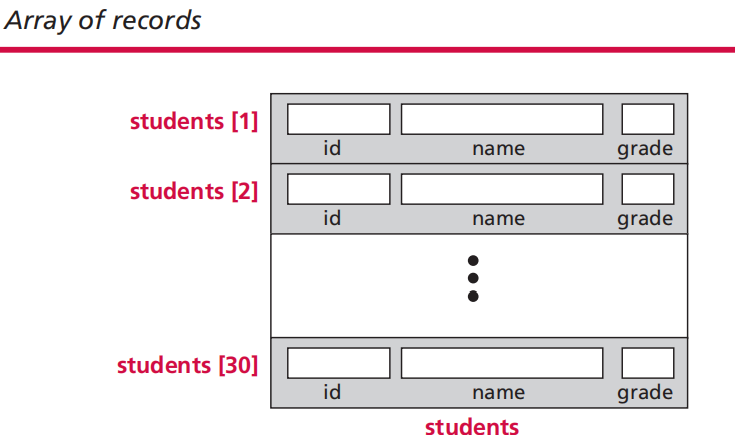 Array of records
students [1]
id name grade
students [2]
id name grade
students [30]
id name grade
students